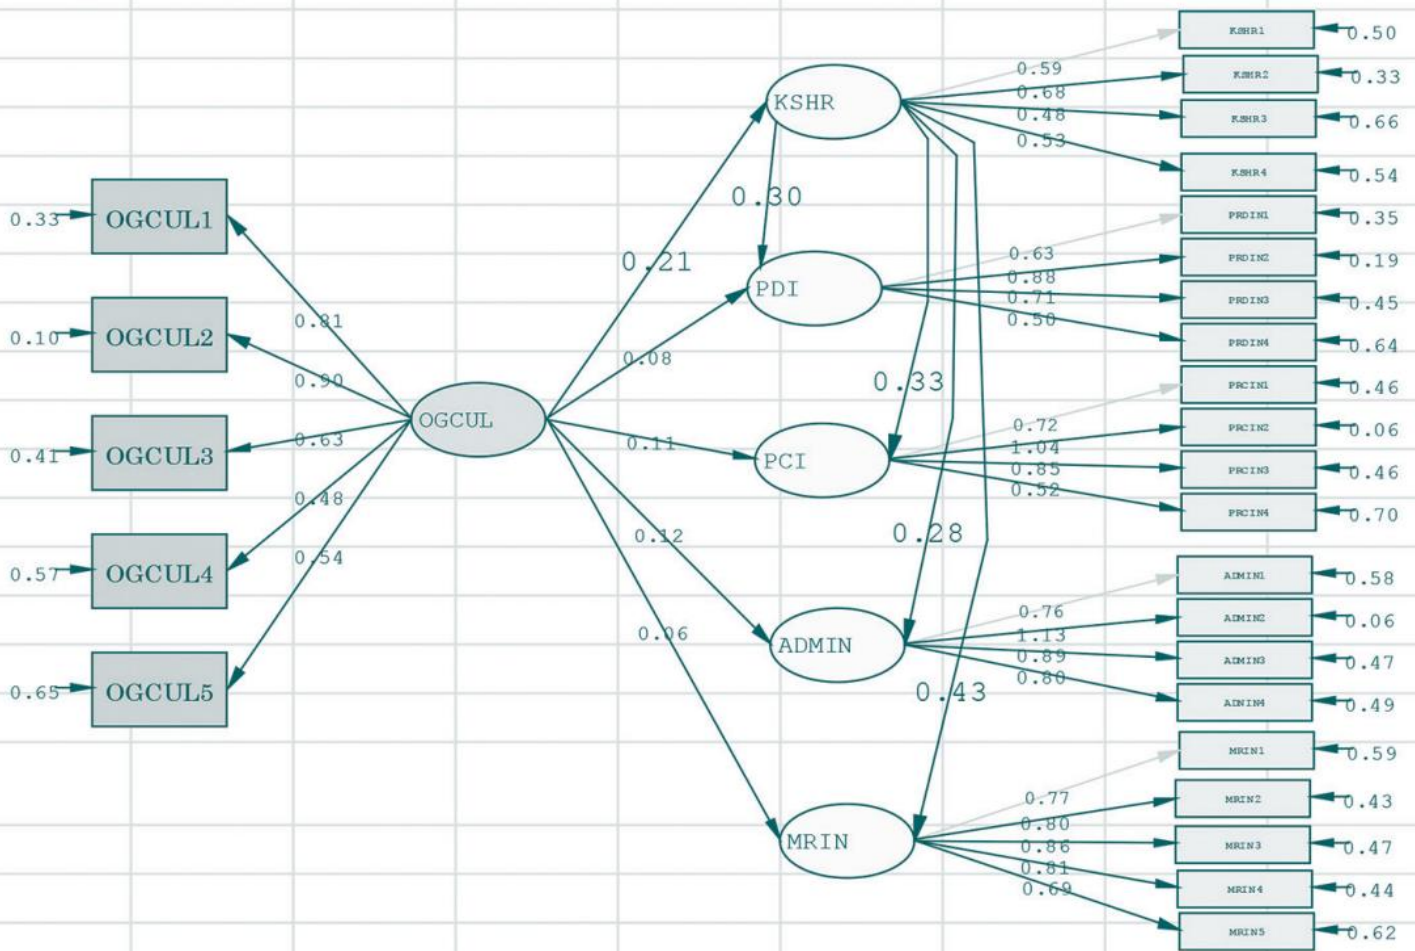 KSHR1
0.50
0.59
KSHR2
0.33
KSHR
0.68
0.48
KSHR3
0.66
0.53
KSHR4
0.54
0.30
0.33
OGCUL1
PRDIN1
0.35
0.21
0.63
PRDIN2
0.19
PDI
0.88
0.71
PRDIN3
0.45
0.50
0.81
0.10
OGCUL2
PRDIN4
0.64
0.08
0.90
0.33
PRCIN1
0.46
OGCUL
0.72
PRCIN2
0.06
0.63
0.11
1.04
0.41
OGCUL3
PCI
0.85
PRCIN3
0.46
0.52
0.48
PRCIN4
0.70
0.12
0.28
0.54
0.57
OGCUL4
ADMIN1
0.58
0.76
ADMIN2
0.06
0.06
1.13
ADMIN
0.89
ADMIN3
0.47
0.80
0.65
OGCUL5
0.43
ADNIN4
0.49
MRIN1
0.59
0.77
MRIN2
0.43
0.80
MRIN
0.86
MRIN3
0.47
0.81
0.69
MRIN4
0.44
MRIN5
0.62